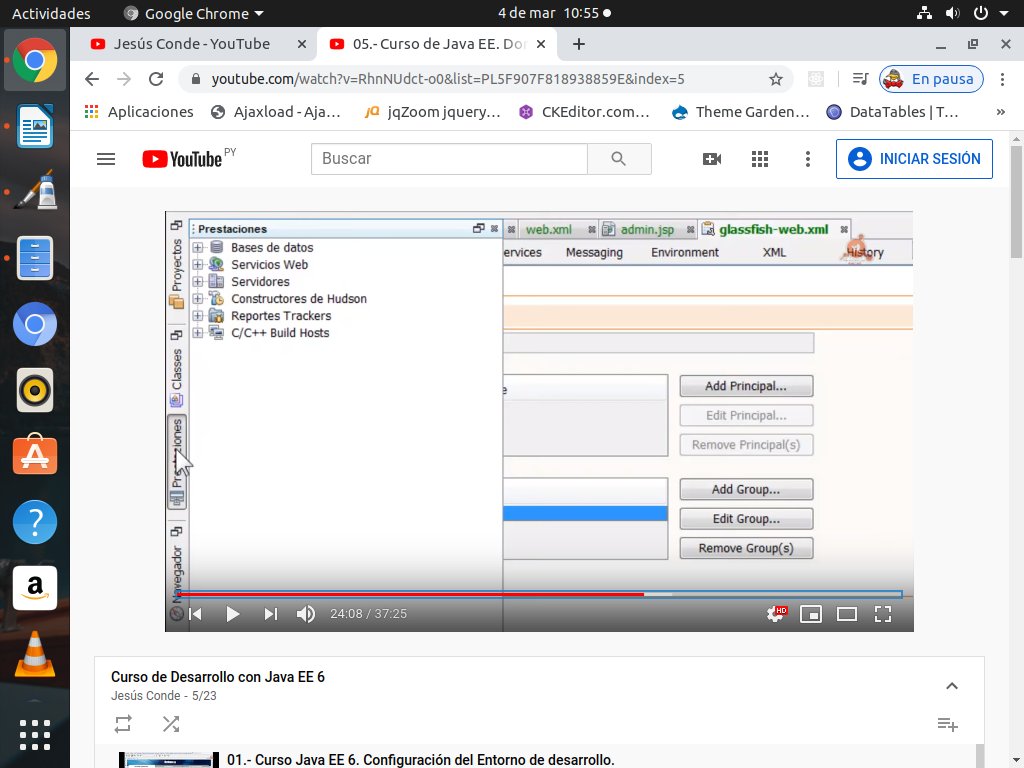 Actividades
Google Chrome
4 de mar 10:55
Jesús Conde - YouTube
05.- Curso de Java EE. Dor
youtube.com/watch?v=RhnNUdct-o0&list=PL5F907F818938859E&index=5
En pausa
Aplicaciones
Ajaxload - Aja...
jqZoom jquery...
CKEditor.com...
Theme Garden...
DataTables | T...
YouTube PY
Buscar
INICIAR SESIÓN
Prestaciones
web.xml
admin.jsp
glassfish-web.xml
Proyectos
Bases de datos
Servicios Web
Servidores
Constructores de Hudson
Reportes Trackers
C/C++ Build Hosts
ervices
Messaging
Environment
XML
History
Classes
Prestaciones
Navegador
e
Add Principal...
Edit Principal...
Remove Principal(s)
Add Group...
Edit Group...
Remove Group(s)
24:08 / 37:25
HD
Curso de Desarrollo con Java EE 6
Jesús Conde - 5/23
01.- Curso Java EE 6. Configuración del Entorno de desarrollo.